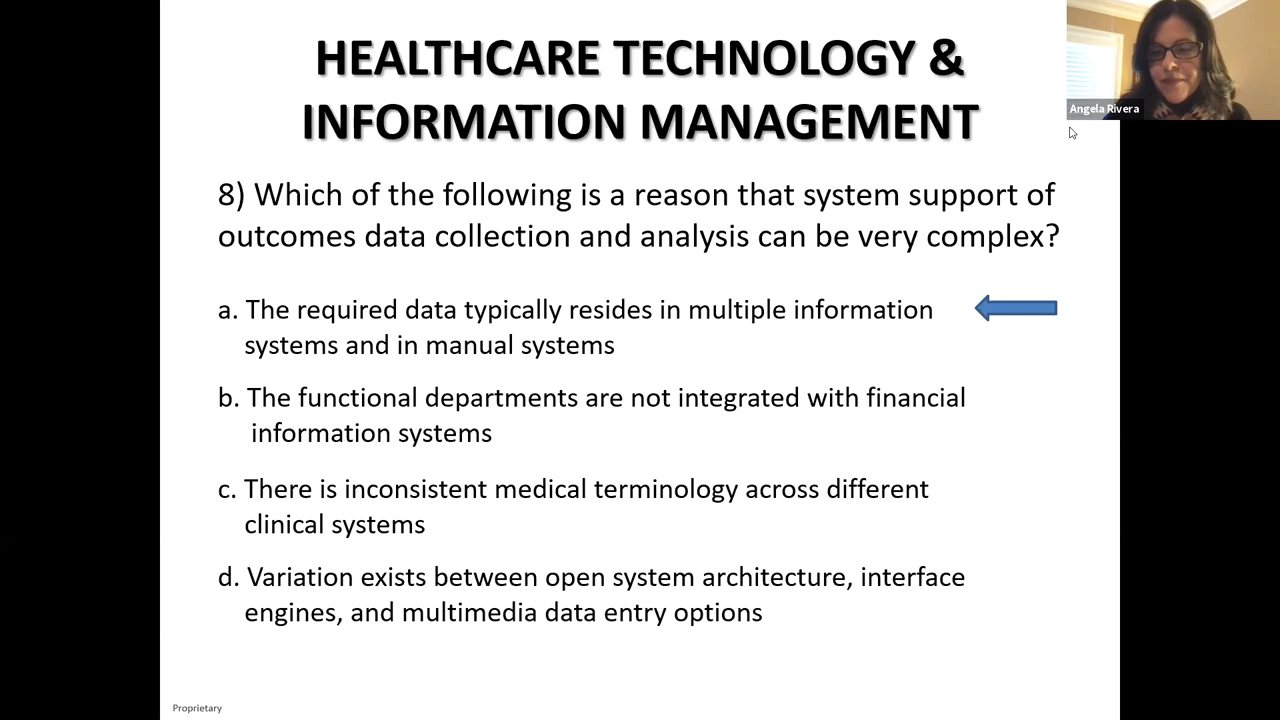 HEALTHCARE TECHNOLOGY &
INFORMATION MANAGEMENT
Angela Rivera
8) Which of the following is a reason that system support of
outcomes data collection and analysis can be very complex?
a. The required data typically resides in multiple information
systems and in manual systems
b. The functional departments are not integrated with financial
information systems
c. There is inconsistent medical terminology across different
clinical systems
d. Variation exists between open system architecture, interface
engines, and multimedia data entry options
Proprietary